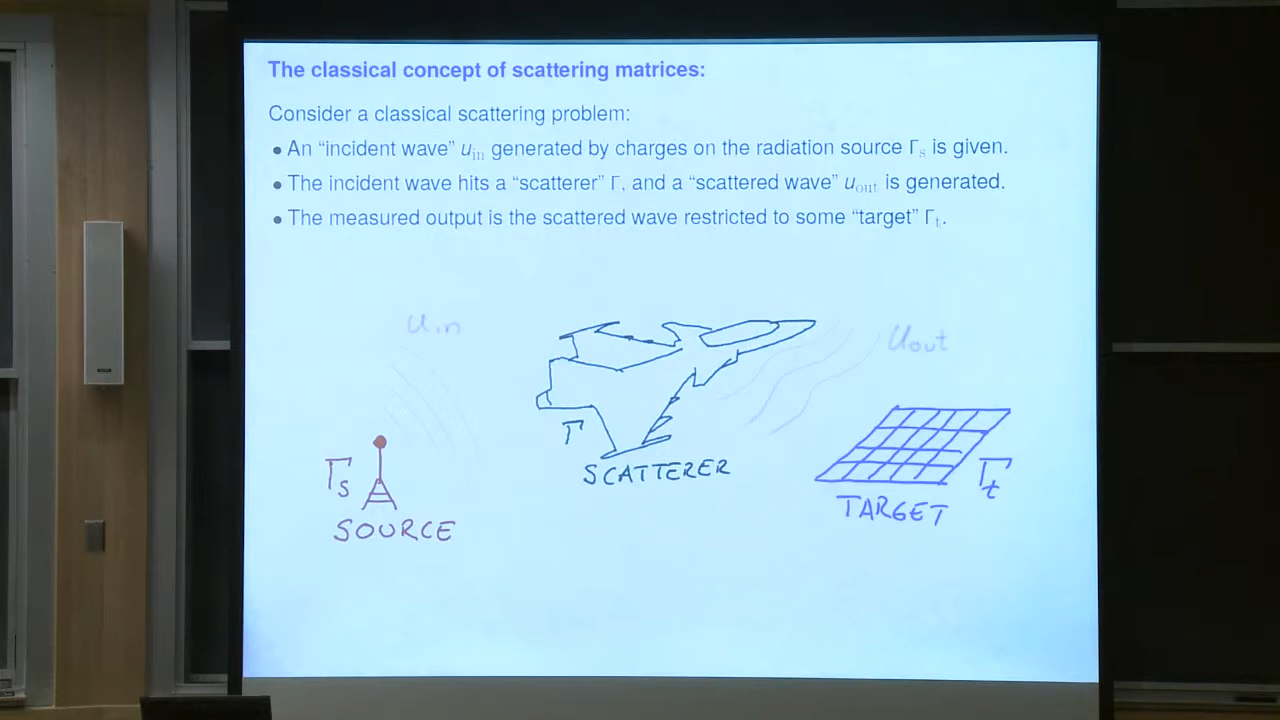 The classical concept of scattering matrices:
Consider a classical scattering problem:
• An “incident wave” u_in generated by charges on the radiation source Γ_s is given.
• The incident wave hits a “scatterer” Γ, and a “scattered wave” u_out is generated.
• The measured output is the scattered wave restricted to some “target” Γ_t.
u_in
u_out
Γ
Γ_s
SCATTERER
Γ_t
TARGET
SOURCE